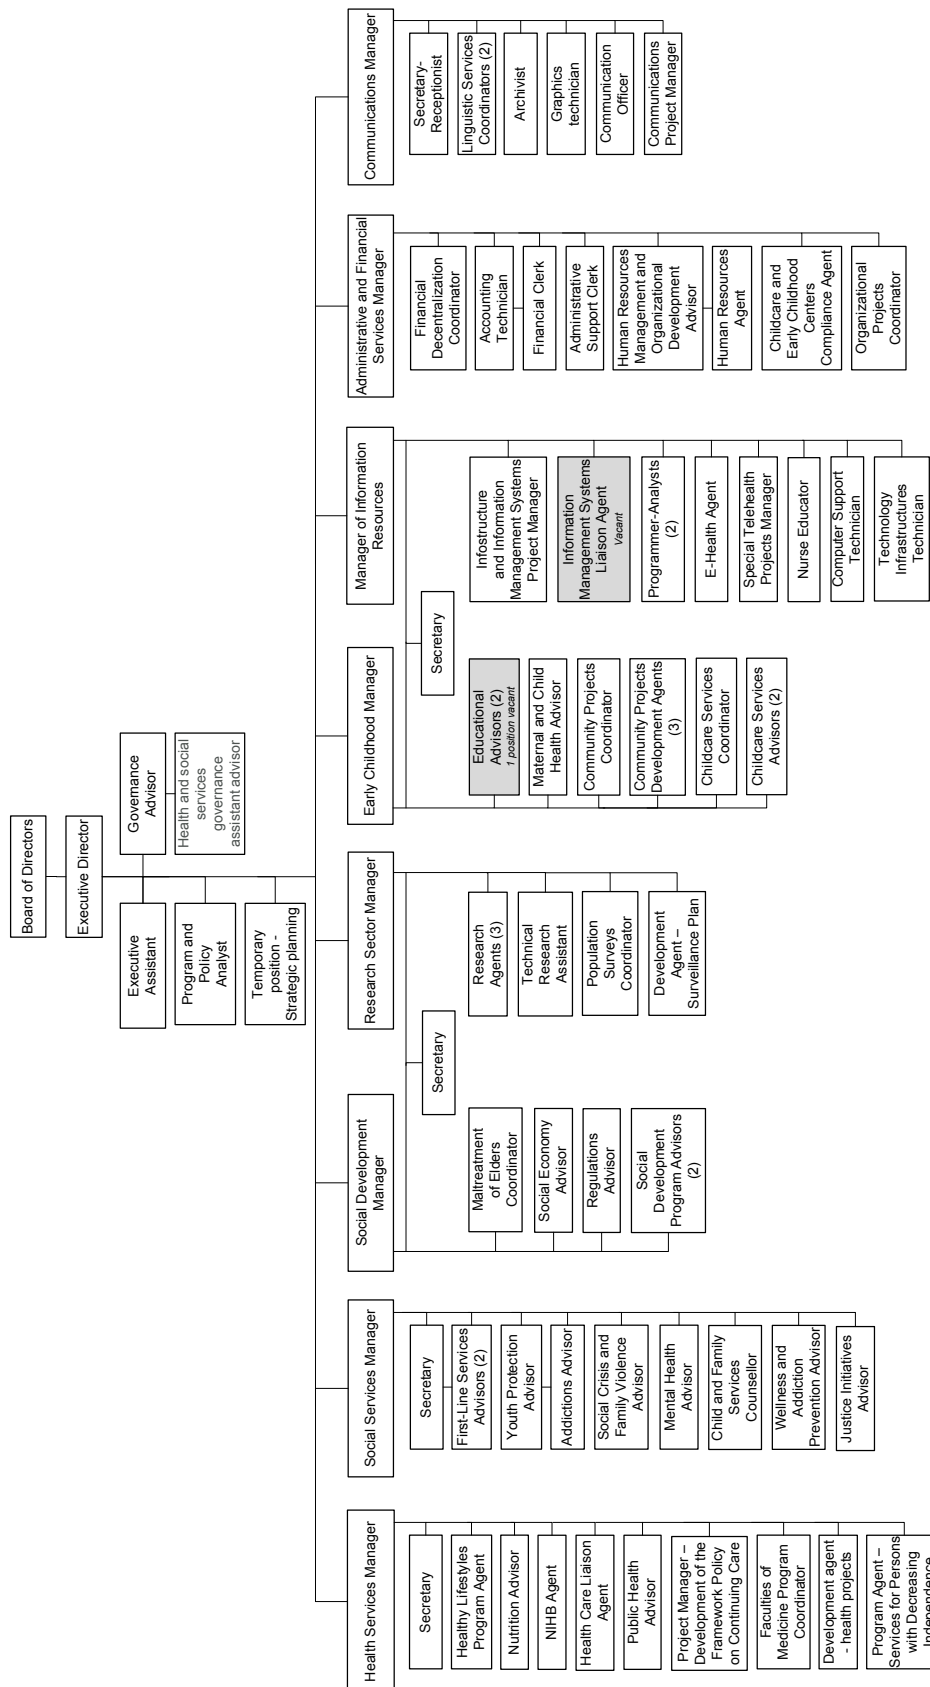 Board of Directors
Executive Director
Governance
Advisor
Health and social
services
governance
assistant advisor
Executive
Assistant
Program and
Policy
Analyst
Temporary
position -
Strategic planning
Health Services Manager
Secretary
Healthy Lifestyles
Program Agent
Nutrition Advisor
NIHB Agent
Health Care Liaison
Agent
Public Health
Advisor
Project Manager –
Development of the
Framework Policy
on Continuing Care
Faculties of
Medicine Program
Coordinator
Development agent
- health projects
Program Agent –
Services for Persons
with Decreasing
Independence
Social Services Manager
Secretary
First-Line Services
Advisors (2)
Youth Protection
Advisor
Addictions Advisor
Social Crisis and
Family Violence
Advisor
Mental Health
Advisor
Child and Family
Services
Counsellor
Wellness and
Addiction
Prevention Advisor
Justice Initiatives
Advisor
Social Development
Manager
Maltreatment
of Elders
Coordinator
Social Economy
Advisor
Regulations
Advisor
Social
Development
Program Advisors
(2)
Secretary
Research Sector Manager
Research
Agents (3)
Technical
Research
Assistant
Population
Surveys
Coordinator
Development
Agent –
Surveillance Plan
Early Childhood Manager
Educational
Advisors (2)
1 position vacant
Maternal and Child
Health Advisor
Community Projects
Coordinator
Community Projects
Development Agents
(3)
Childcare Services
Coordinator
Childcare Services
Advisors (2)
Secretary
Manager of Information
Resources
Infostructure
and Information
Management Systems
Project Manager
Information
Management Systems
Liaison Agent
Vacant
Programmer-Analysts
(2)
E-Health Agent
Special Telehealth
Projects Manager
Nurse Educator
Computer Support
Technician
Technology
Infrastructures
Technician
Administrative and Financial
Services Manager
Financial
Decentralization
Coordinator
Accounting
Technician
Financial Clerk
Administrative
Support Clerk
Human Resources
Management and
Organizational
Development
Advisor
Human Resources
Agent
Childcare and
Early Childhood
Centers
Compliance Agent
Organizational
Projects
Coordinator
Communications Manager
Secretary-
Receptionist
Linguistic Services
Coordinators (2)
Archivist
Graphics
technician
Communication
Officer
Communications
Project Manager